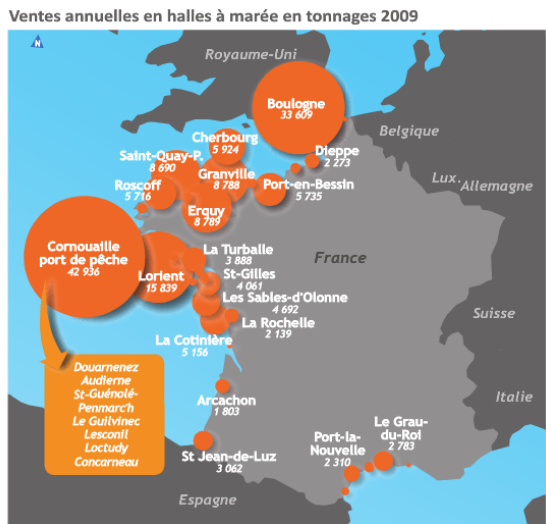 Ventes annuelles en halles à marée en tonnages 2009
N
Royaume-Uni
Boulogne
33 609
Belgique
Cherbourg
5 924
Dieppe
2 273
Saint-Quay-P.
8 690
Granville
8 788
Lux.
Allemagne
Roscoff
5 716
Port-en-Bessin
5 735
Erquy
8 789
Cornouaille
port de pêche
42 936
La Turballe
3 888
France
Lorient
15 839
St-Gilles
4 061
Les Sables-d'Olonne
4 692
La Rochelle
2 139
Suisse
La Cotinière
5 156
Douarnenez
Audierne
St-Guénolé-
Penmarc'h
Le Guilvinec
Lesconil
Loctudy
Concarneau
Arcachon
1 803
Italie
Le Grau-
du-Roi
2 783
Port-la-
Nouvelle
2 310
St Jean-de-Luz
3 062
Espagne